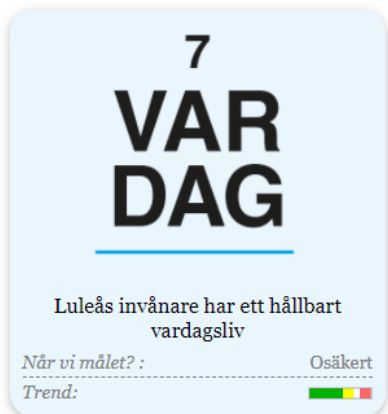 7
VAR
DAG
Luleås invånare har ett hållbart
vardagsliv
Når vi målet? : Osäkert
Trend: